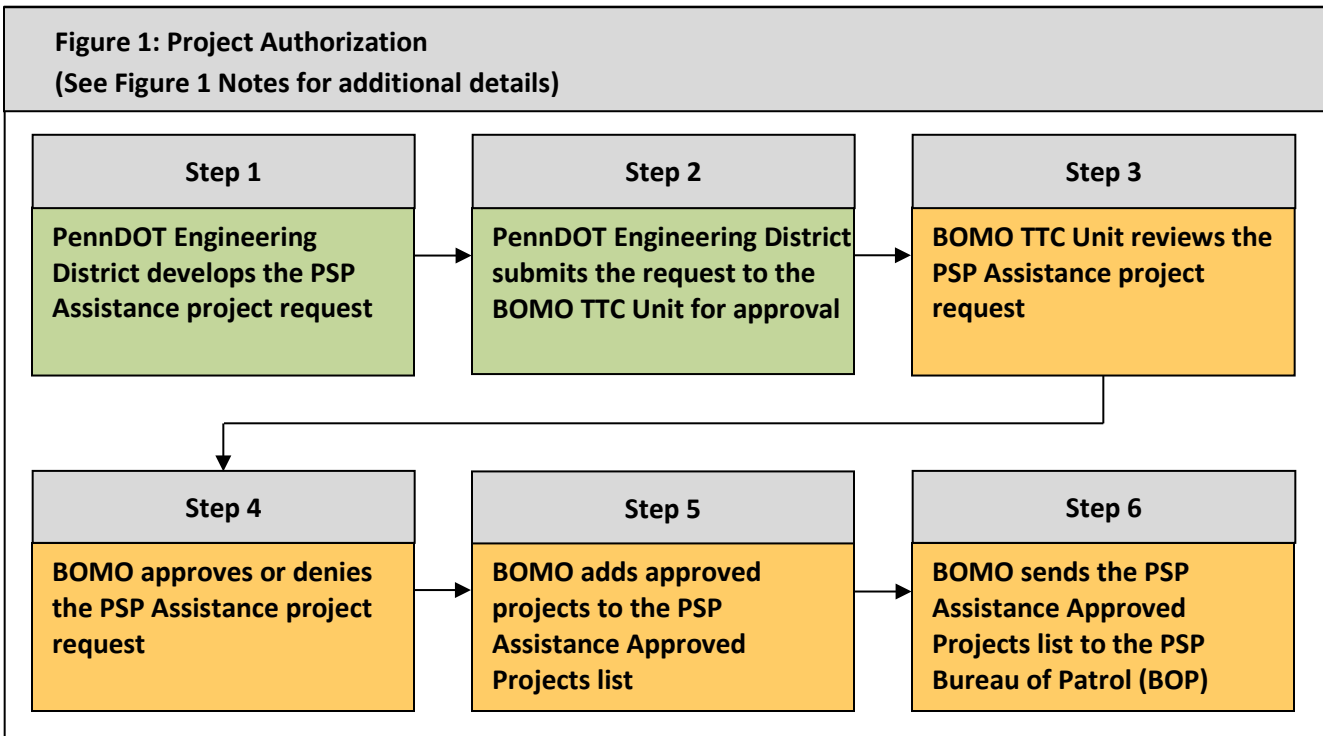 Figure 1: Project Authorization
(See Figure 1 Notes for additional details)
Step 1
PennDOT Engineering
District develops the PSP
Assistance project request
Step 2
PennDOT Engineering District
submits the request to the
BOMO TTC Unit for approval
Step 3
BOMO TTC Unit reviews the
PSP Assistance project
request
Step 4
BOMO approves or denies
the PSP Assistance project
request
Step 5
BOMO adds approved
projects to the PSP
Assistance Approved
Projects list
Step 6
BOMO sends the PSP
Assistance Approved
Projects list to the PSP
Bureau of Patrol (BOP)